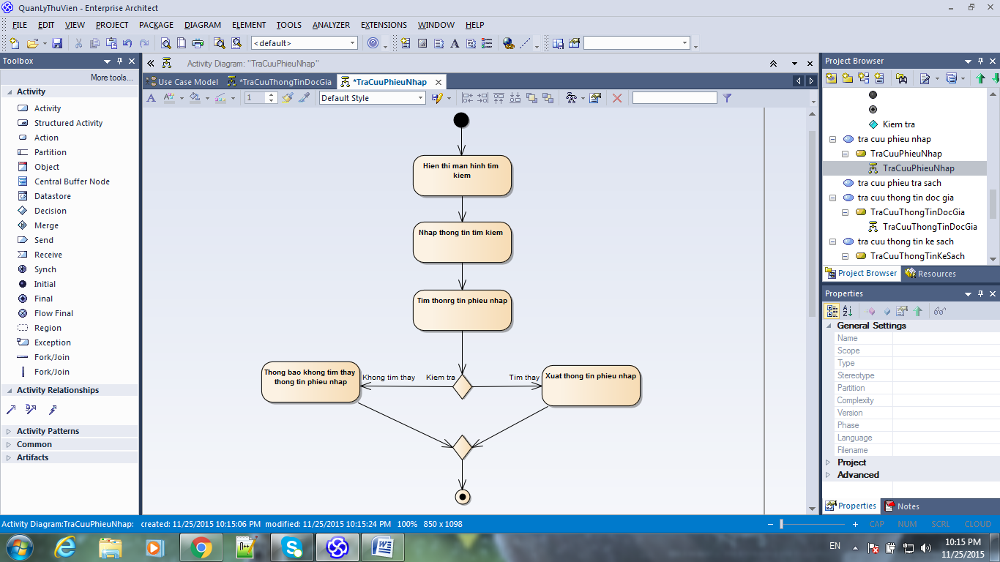 QuanLyThuVien - Enterprise Architect
FILE EDIT VIEW PROJECT PACKAGE DIAGRAM ELEMENT TOOLS ANALYZER EXTENSIONS WINDOW HELP
<default>
Toolbox
More tools...
Activity
Activity
Structured Activity
Action
Partition
Object
Central Buffer Node
Datastore
Decision
Merge
Send
Receive
Synch
Initial
Final
Flow Final
Region
Exception
Fork/Join
Fork/Join
Activity Relationships
Activity Patterns
Common
Artifacts
Activity Diagram: "TraCuuPhieuNhap"
Use Case Model *TraCuuThongTinDocGia *TraCuuPhieuNhap
1 Default Style
Hien thi man hinh tim
kiem
Nhap thong tin tim kiem
Tim thonrg tin phieu nhap
Thong bao khong tim thay
thong tin phieu nhap
Khong tim thay
Kiem tra
Tim thay
Xuat thong tin phieu nhap
Project Browser
Kiem tra
tra cuu phieu nhap
TraCuuPhieuNhap
TraCuuPhieuNhap
tra cuu phieu tra sach
tra cuu thong tin doc gia
TraCuuThongTinDocGia
TraCuuThongTinDocGia
tra cuu thong tin ke sach
TraCuuThongTinKeSach
Project Browser Resources
Properties
General Settings
Name
Scope
Type
Stereotype
Partition
Complexity
Version
Phase
Language
Filename
Project
Advanced
Properties Notes
Activity Diagram:TraCuuPhieuNhap: created: 11/25/2015 10:15:06 PM modified: 11/25/2015 10:15:24 PM 100% 850 x 1098
CAP NUM SCRL CLOUD
EN
10:15 PM
11/25/2015